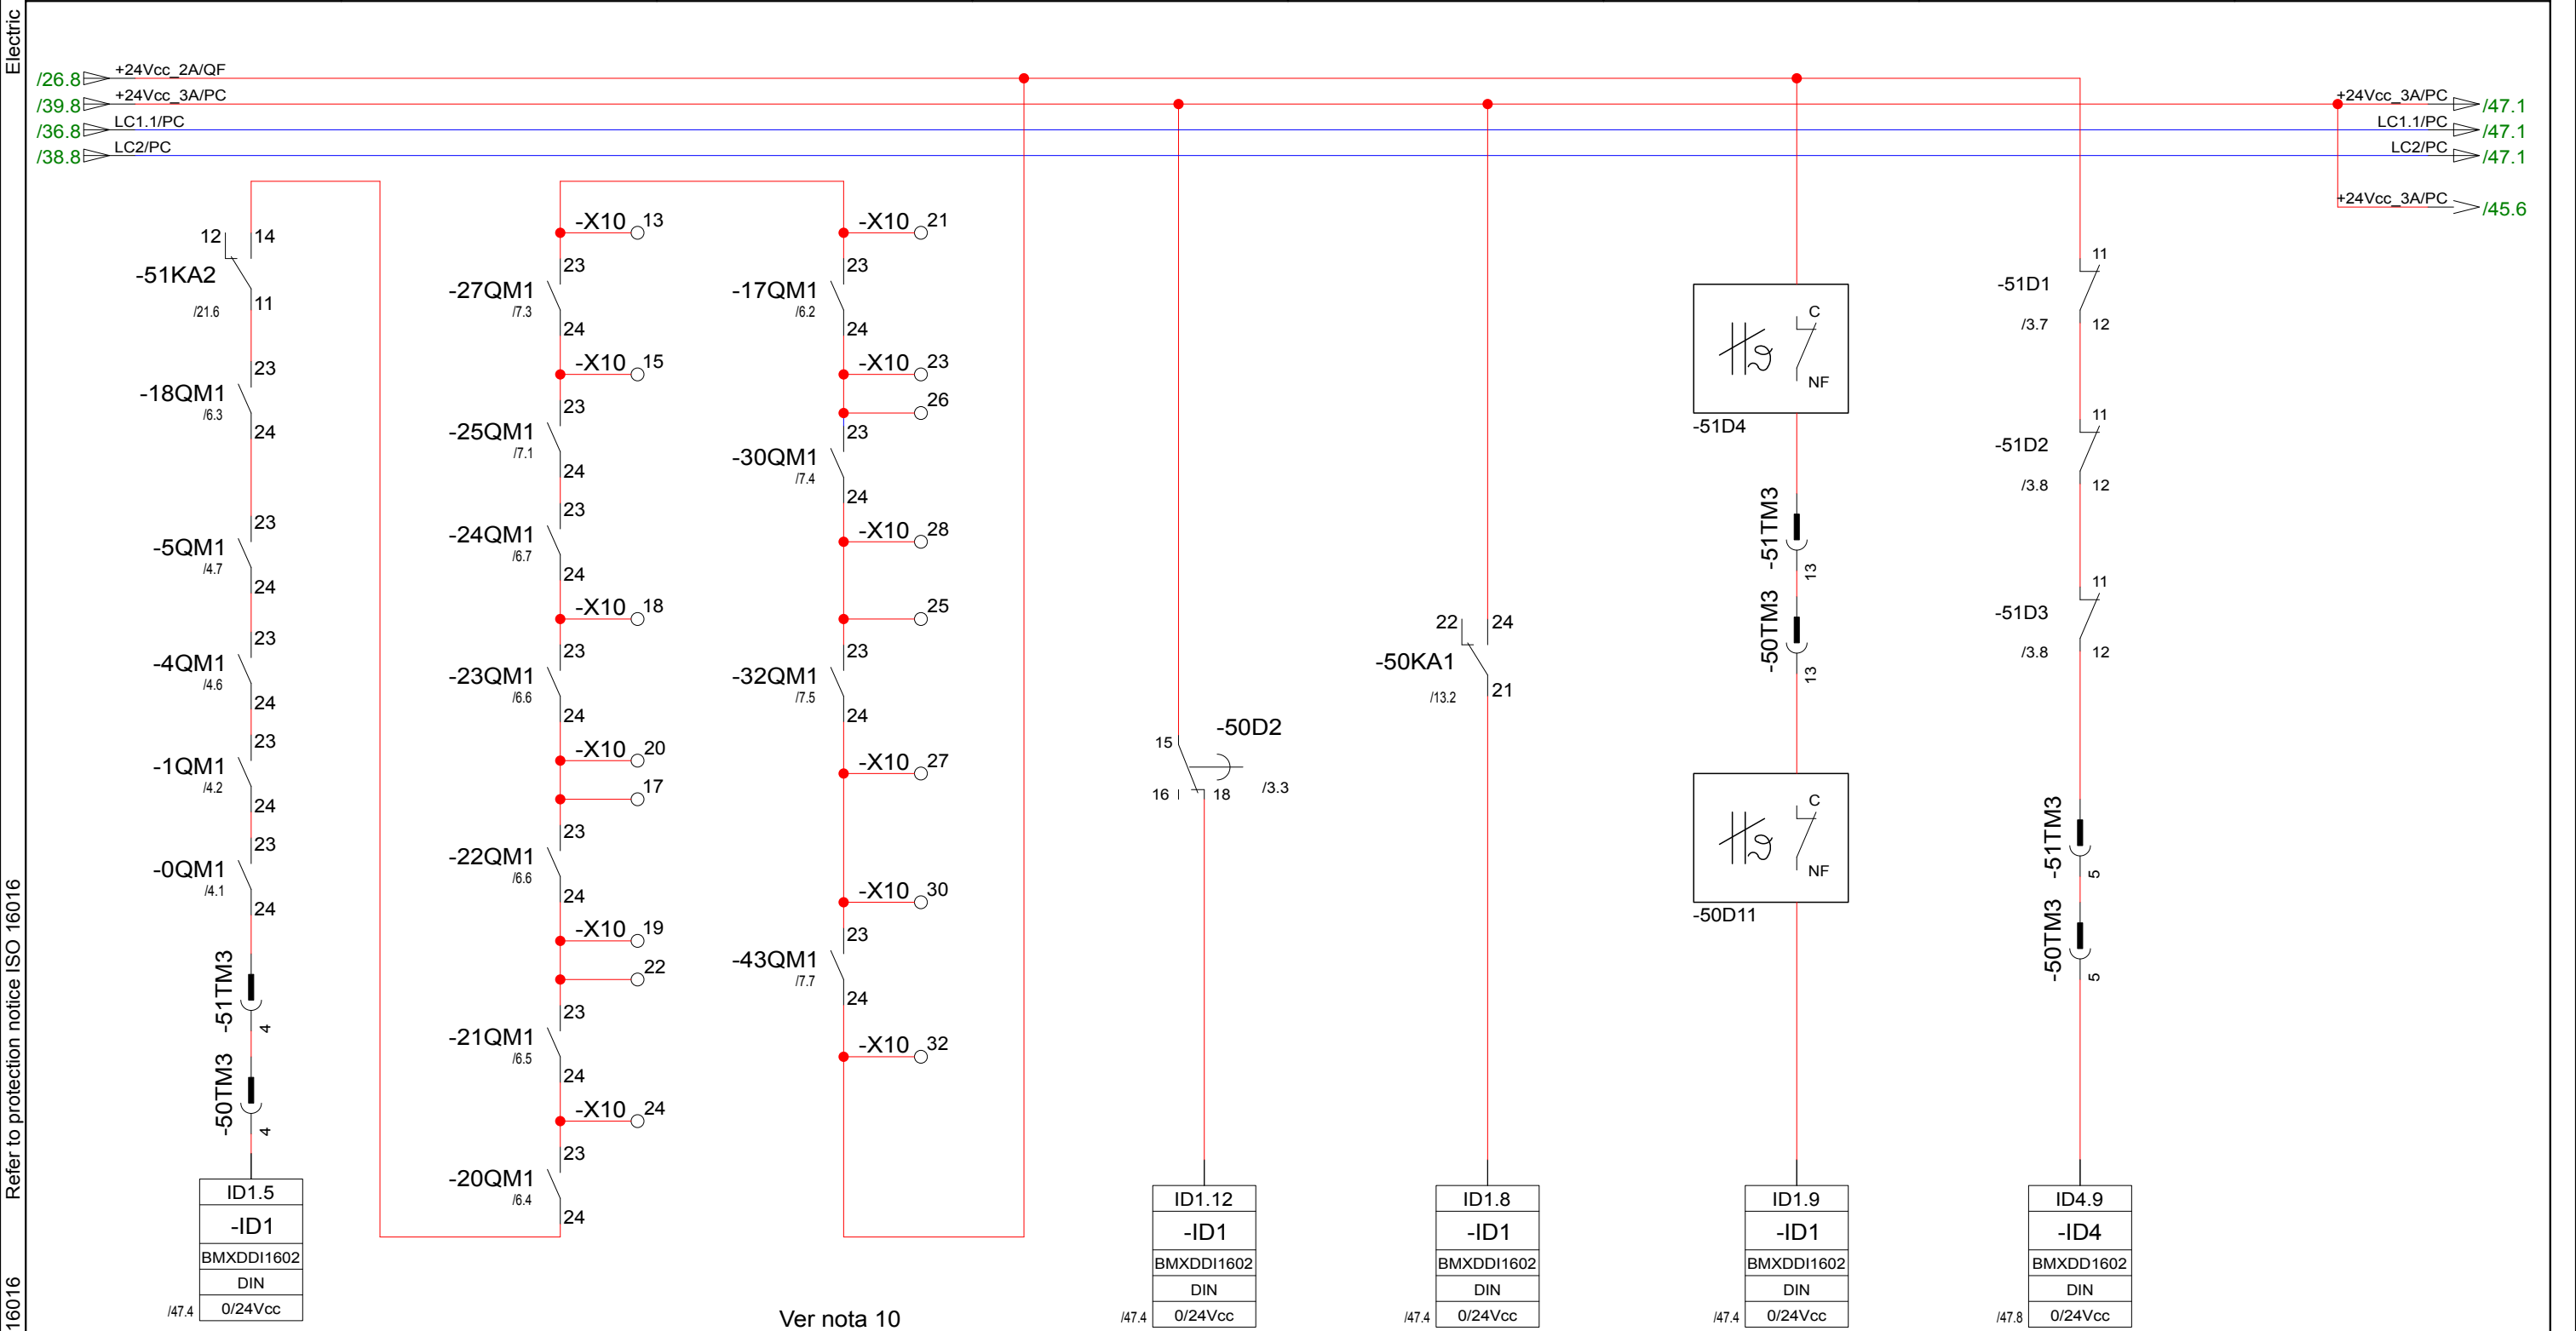 Electric
Refer to protection notice ISO 16016
16016
/26.8 +24Vcc_2A/QF
/39.8 +24Vcc_3A/PC
/36.8 LC1.1/PC
/38.8 LC2/PC
+24Vcc_3A/PC /47.1
LC1.1/PC /47.1
LC2/PC /47.1
+24Vcc_3A/PC /45.6
12 14
-51KA2
/21.6 11
23
-18QM1
/6.3
24
23
-5QM1
/4.7
24
23
-4QM1
/4.6
24
23
-1QM1
/4.2
24
23
-0QM1
/4.1
24
-51TM3
4
-50TM3
4
ID1.5
-ID1
BMXDDI1602
DIN
/47.4 0/24Vcc
-X10 13
23
-27QM1
/7.3
24
-X10 15
23
-25QM1
/7.1
24
23
-24QM1
/6.7
24
-X10 18
23
-23QM1
/6.6
24
-X10 20
17
23
-22QM1
/6.6
24
-X10 19
22
23
-21QM1
/6.5
24
-X10 24
23
-20QM1
/6.4
24
-X10 21
23
-17QM1
/6.2
24
-X10 23
26
23
-30QM1
/7.4
24
-X10 28
25
23
-32QM1
/7.5
24
-X10 27
-X10 30
23
-43QM1
/7.7
24
-X10 32
Ver nota 10
-50D2
15
16 18 /3.3
ID1.12
-ID1
BMXDDI1602
DIN
/47.4 0/24Vcc
22 24
-50KA1
/13.2 21
ID1.8
-ID1
BMXDDI1602
DIN
/47.4 0/24Vcc
C
NF
-51D4
-51TM3
13
-50TM3
13
C
NF
-50D11
ID1.9
-ID1
BMXDDI1602
DIN
/47.4 0/24Vcc
11
-51D1
/3.7 12
11
-51D2
/3.8 12
11
-51D3
/3.8 12
-51TM3
5
-50TM3
5
ID4.9
-ID4
BMXDD1602
DIN
/47.8 0/24Vcc